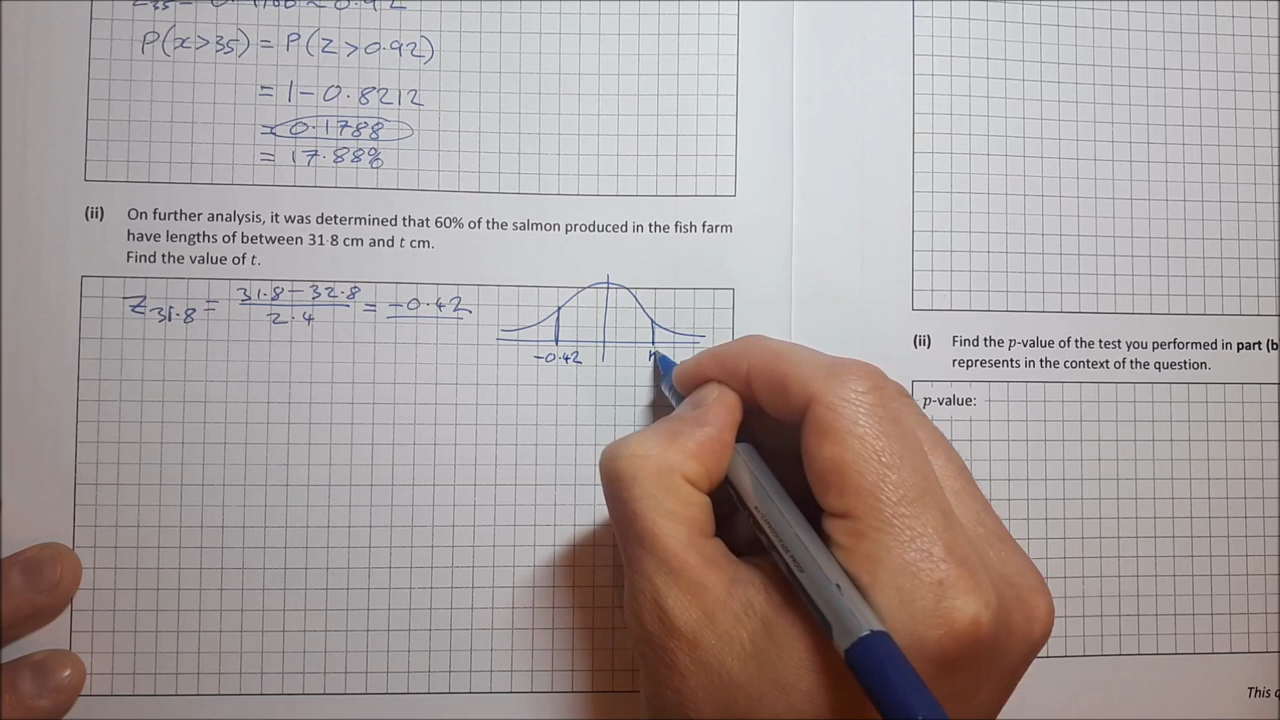 P(x>35) = P(z>0.92)
= 1 - 0.8212
= 0.1788
= 17.88%
(ii) On further analysis, it was determined that 60% of the salmon produced in the fish farm
have lengths of between 31·8 cm and t cm.
Find the value of t.
z31.8 = 31.8 - 32.8 / 2.4 = -0.42
-0.42
(ii) Find the p-value of the test you performed in part (b
represents in the context of the question.
p-value:
This